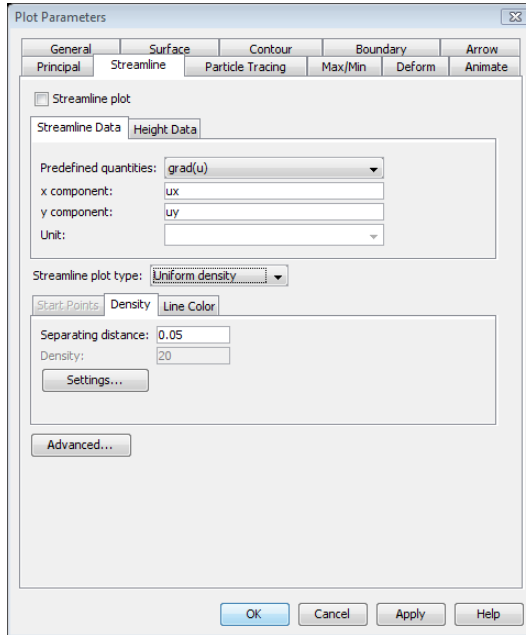 Plot Parameters
General Surface Contour Boundary Arrow
Principal Streamline Particle Tracing Max/Min Deform Animate
Streamline plot
Streamline Data Height Data
Predefined quantities: grad(u)
x component: ux
y component: uy
Unit:
Streamline plot type: Uniform density
Start Points Density Line Color
Separating distance: 0.05
Density: 20
Settings...
Advanced...
OK Cancel Apply Help